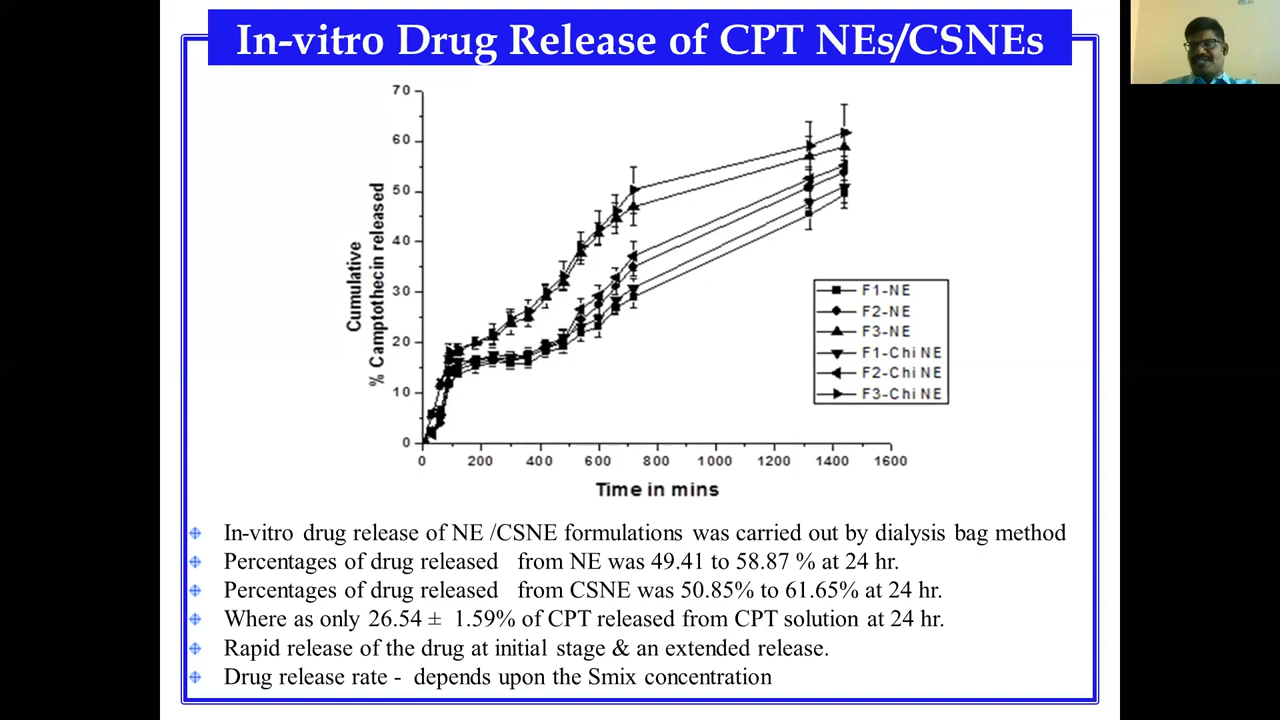 In-vitro Drug Release of CPT NEs/CSNEs
70
60
50
40
30
20
10
0
Cumulative
% Camptothecin released
0 200 400 600 800 1000 1200 1400 1600
Time in mins
F1-NE
F2-NE
F3-NE
F1-Chi NE
F2-Chi NE
F3-Chi NE
In-vitro drug release of NE /CSNE formulations was carried out by dialysis bag method
Percentages of drug released from NE was 49.41 to 58.87 % at 24 hr.
Percentages of drug released from CSNE was 50.85% to 61.65% at 24 hr.
Where as only 26.54 ± 1.59% of CPT released from CPT solution at 24 hr.
Rapid release of the drug at initial stage & an extended release.
Drug release rate - depends upon the Smix concentration